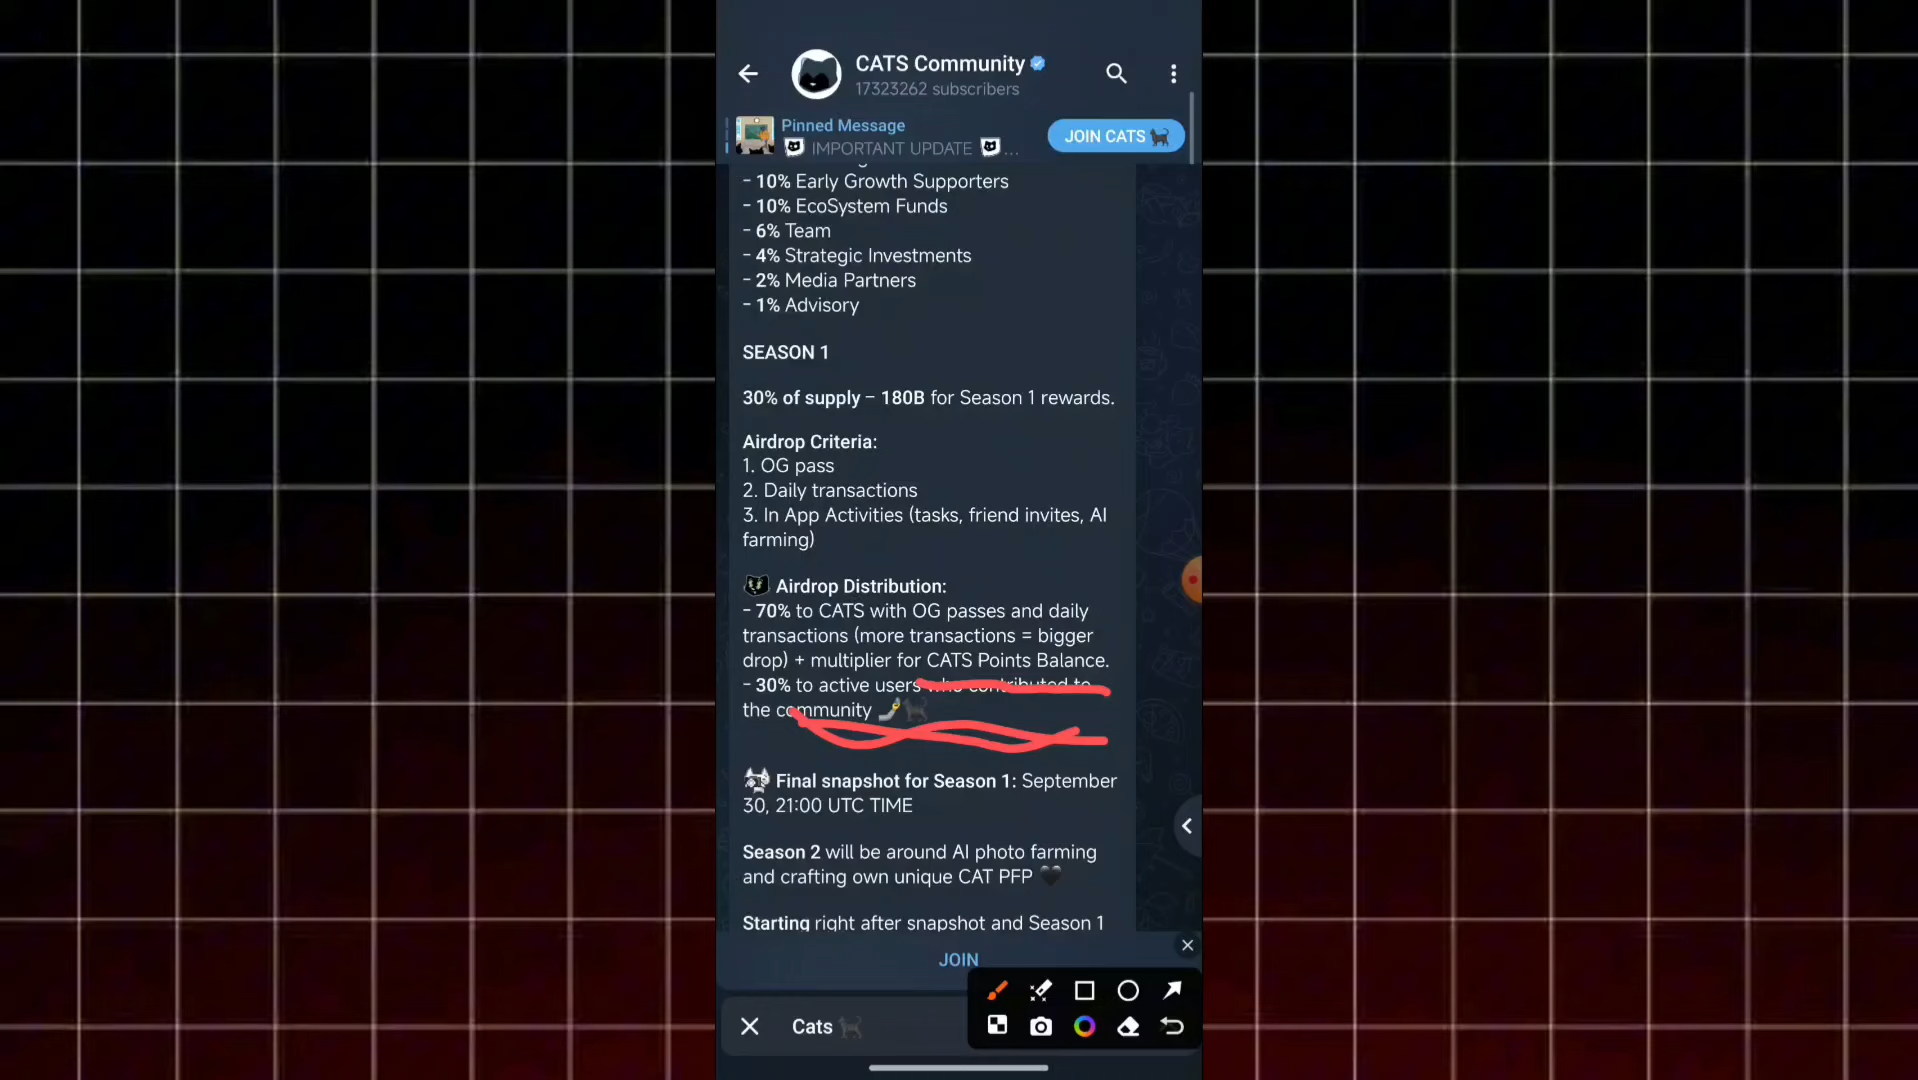 CATS Community
17323262 subscribers
Pinned Message
IMPORTANT UPDATE ...
JOIN CATS
- 10% Early Growth Supporters
- 10% EcoSystem Funds
- 6% Team
- 4% Strategic Investments
- 2% Media Partners
- 1% Advisory
SEASON 1
30% of supply – 180B for Season 1 rewards.
Airdrop Criteria:
1. OG pass
2. Daily transactions
3. In App Activities (tasks, friend invites, AI
farming)
Airdrop Distribution:
- 70% to CATS with OG passes and daily
transactions (more transactions = bigger
drop) + multiplier for CATS Points Balance.
- 30% to active users who contributed to
the community
Final snapshot for Season 1: September
30, 21:00 UTC TIME
Season 2 will be around AI photo farming
and crafting own unique CAT PFP
Starting right after snapshot and Season 1
JOIN
Cats